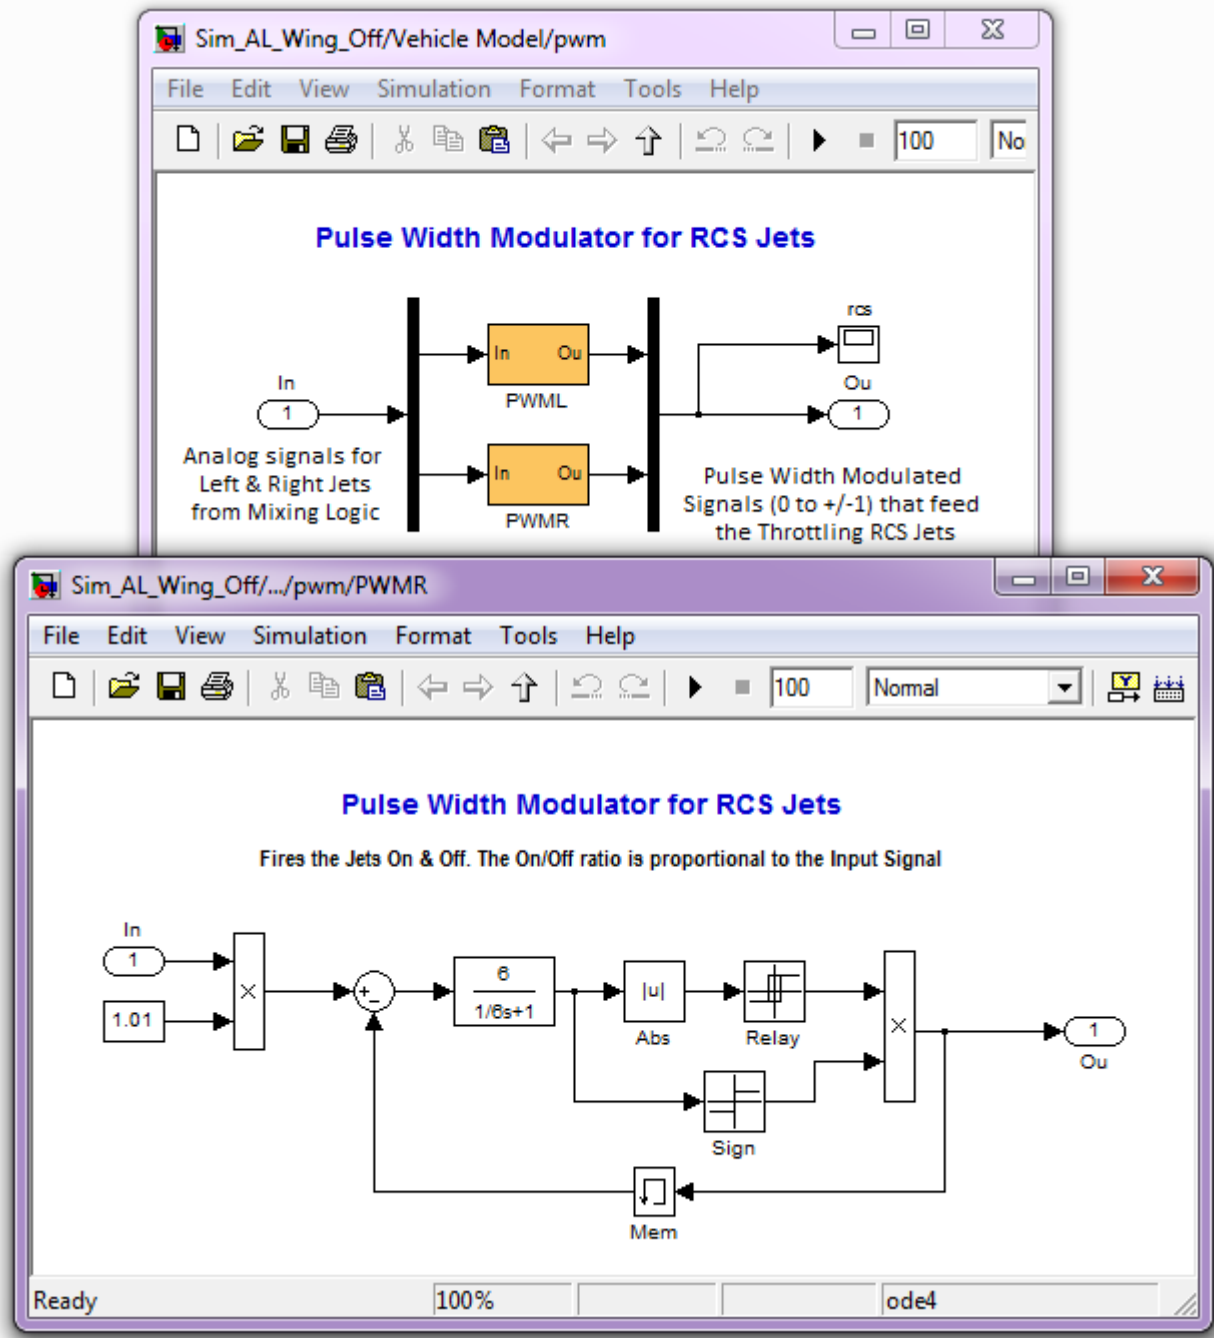 Sim_AL_Wing_Off/Vehicle Model/pwm
File Edit View Simulation Format Tools Help
100
No
Pulse Width Modulator for RCS Jets
rcs
In Ou
PWML
In
1
Ou
1
In Ou
PWMR
Analog signals for
Left & Right Jets
from Mixing Logic
Pulse Width Modulated
Signals (0 to +/-1) that feed
the Throttling RCS Jets
Sim_AL_Wing_Off/.../pwm/PWMR
File Edit View Simulation Format Tools Help
100
Normal
Y
Pulse Width Modulator for RCS Jets
Fires the Jets On & Off. The On/Off ratio is proportional to the Input Signal
In
1
1.01
×
+
-
6
1/6s+1
|u|
Abs
Relay
Sign
×
1
Ou
Mem
Ready
100%
ode4